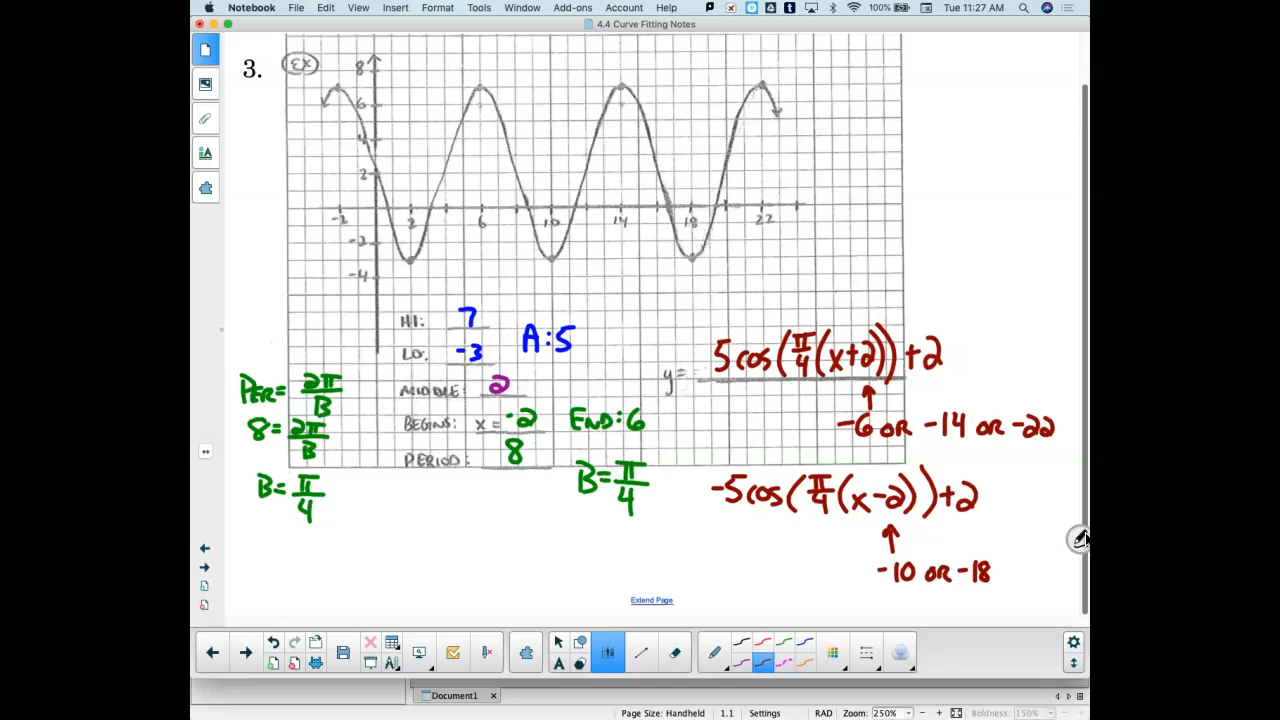 Notebook File Edit View Insert Format Tools Window Add-ons Account Help 100% Tue 11:27 AM
4.4 Curve Fitting Notes
3. EX
8
6
4
2
-2 2 6 10 14 18 22
-2
-4
HI: 7
A: 5
LO: -3
5cos(π/4(x+2))+2
y=
MIDDLE: 2
PER = 2π/B
-6 OR -14 OR -22
BEGINS: x = -2 END: 6
8 = 2π/B
PERIOD: 8
B = π/4
B = π/4
-5cos(π/4(x-2))+2
-10 OR -18
Extend Page
Document1
Page Size: Handheld 1.1 Settings RAD Zoom: 250% Boldness: 150%